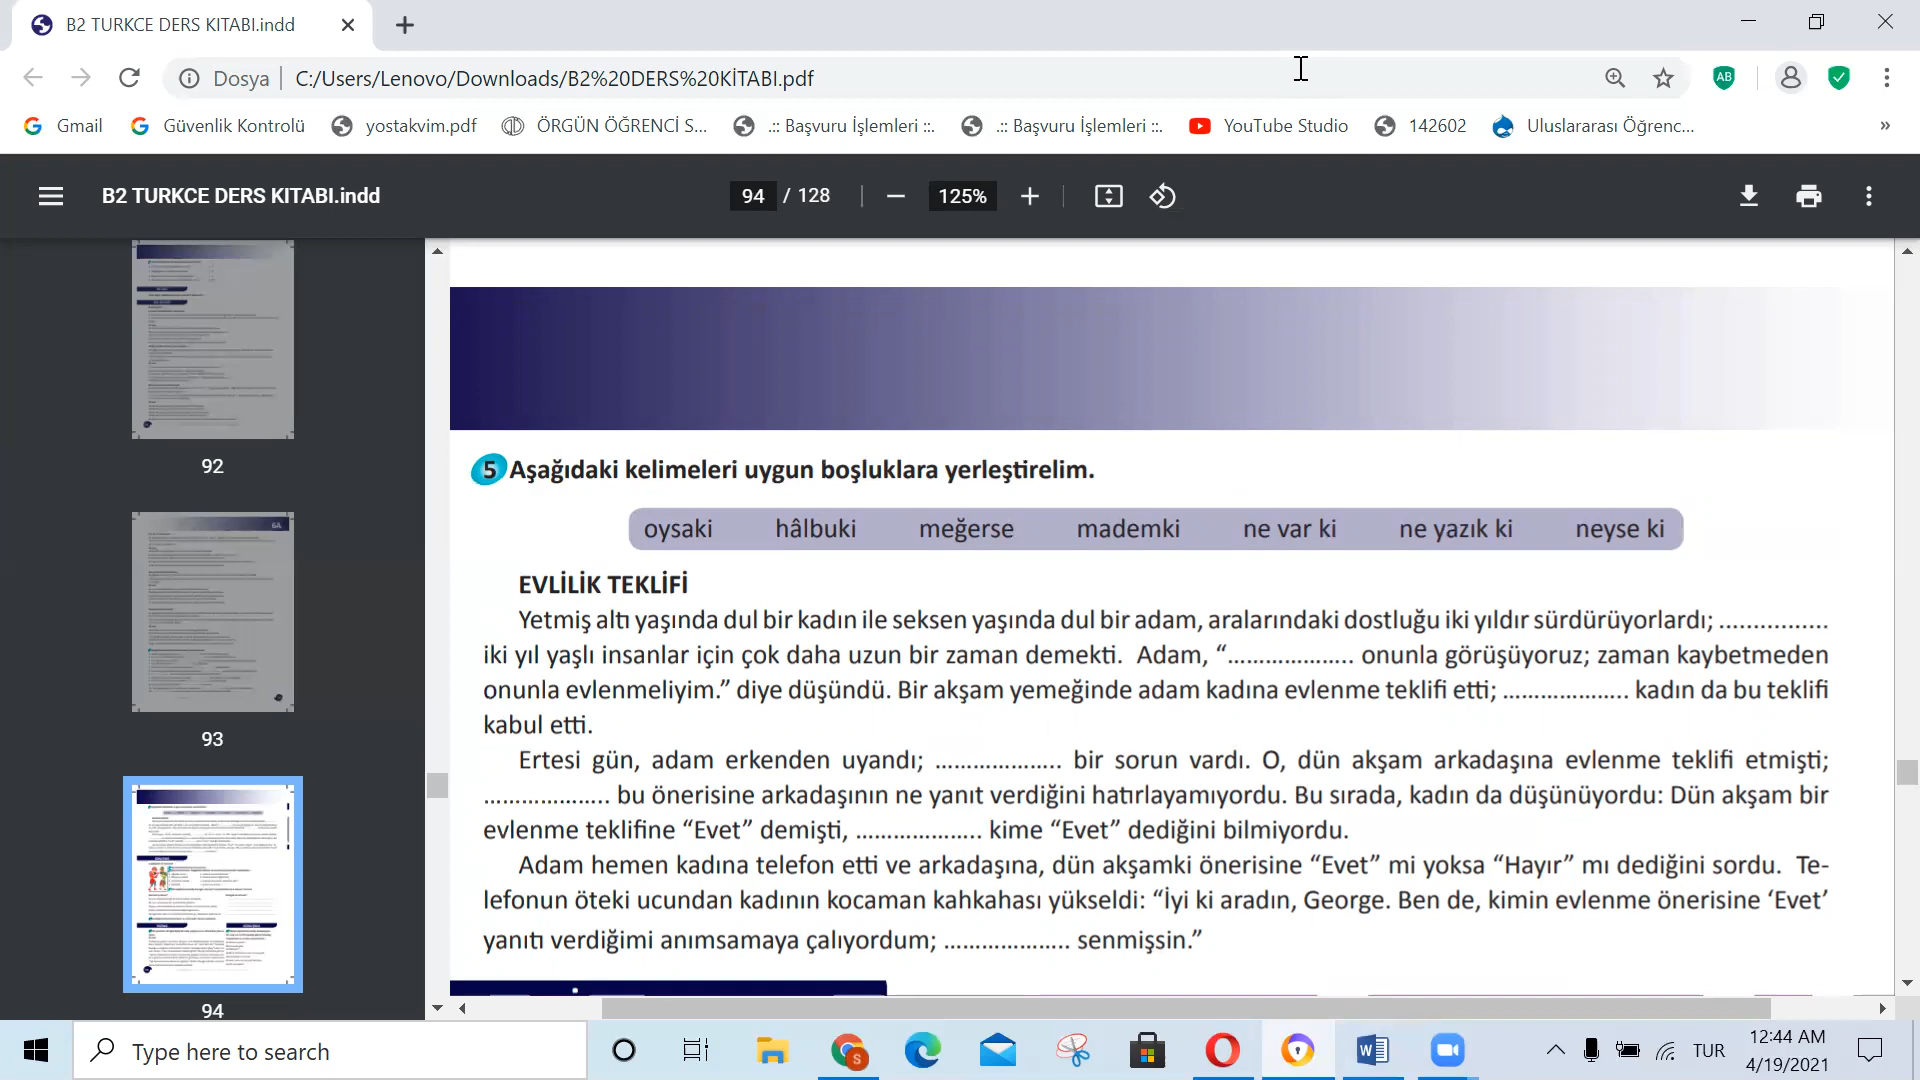 B2 TURKCE DERS KITABI.indd
Dosya | C:/Users/Lenovo/Downloads/B2%20DERS%20KİTABI.pdf
AB
Gmail Güvenlik Kontrolü yostakvim.pdf ÖRGÜN ÖĞRENCİ S... .:: Başvuru İşlemleri ::. .:: Başvuru İşlemleri ::. YouTube Studio 142602 Uluslararası Öğrenc... »
B2 TURKCE DERS KITABI.indd 94 / 128 125%
92
93
94
5 Aşağıdaki kelimeleri uygun boşluklara yerleştirelim.
oysaki hâlbuki meğerse mademki ne var ki ne yazık ki neyse ki
EVLİLİK TEKLİFİ
Yetmiş altı yaşında dul bir kadın ile seksen yaşında dul bir adam, aralarındaki dostluğu iki yıldır sürdürüyorlardı; .................
iki yıl yaşlı insanlar için çok daha uzun bir zaman demekti. Adam, “................... onunla görüşüyoruz; zaman kaybetmeden
onunla evlenmeliyim.” diye düşündü. Bir akşam yemeğinde adam kadına evlenme teklifi etti; ................... kadın da bu teklifi
kabul etti.
Ertesi gün, adam erkenden uyandı; ................... bir sorun vardı. O, dün akşam arkadaşına evlenme teklifi etmişti;
................... bu önerisine arkadaşının ne yanıt verdiğini hatırlayamıyordu. Bu sırada, kadın da düşünüyordu: Dün akşam bir
evlenme teklifine “Evet” demişti, ................... kime “Evet” dediğini bilmiyordu.
Adam hemen kadına telefon etti ve arkadaşına, dün akşamki önerisine “Evet” mi yoksa “Hayır” mı dediğini sordu. Te-
lefonun öteki ucundan kadının kocaman kahkahası yükseldi: “İyi ki aradın, George. Ben de, kimin evlenme önerisine ‘Evet’
yanıtı verdiğimi anımsamaya çalıyordum; ................... senmişsin.”
Type here to search
TUR
12:44 AM
4/19/2021